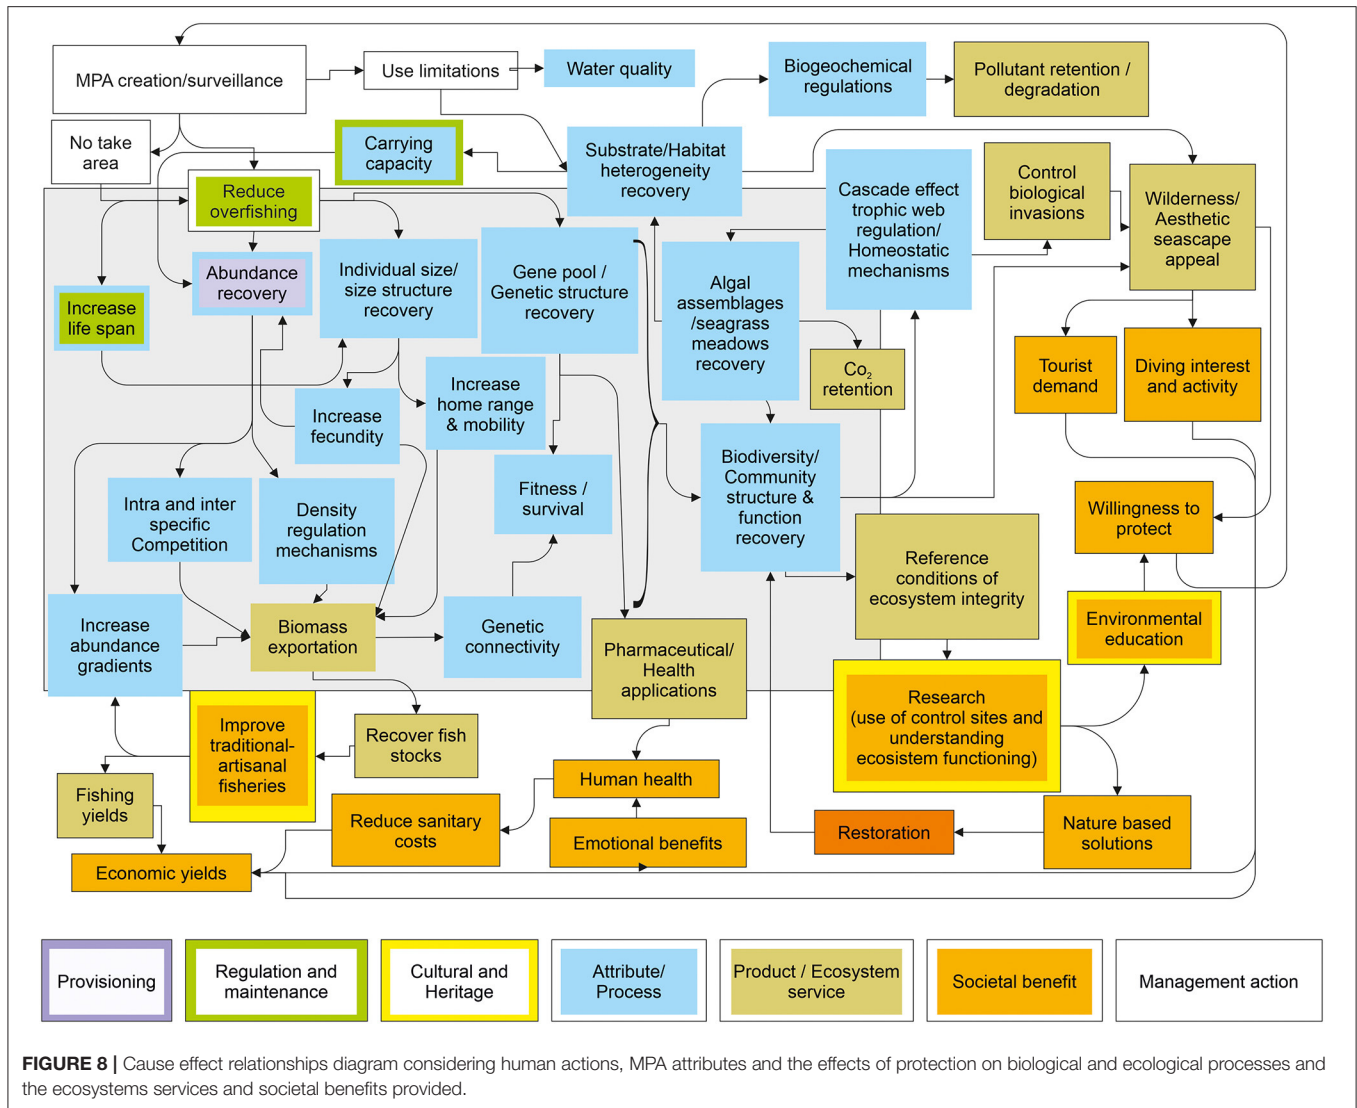 MPA creation/surveillance
Use limitations
Water quality
Biogeochemical
regulations
Pollutant retention /
degradation
No take
area
Carrying
capacity
Substrate/Habitat
heterogeneity
recovery
Cascade effect
trophic web
regulation/
Homeostatic
mechanisms
Control
biological
invasions
Wilderness/
Aesthetic
seascape
appeal
Reduce
overfishing
Abundance
recovery
Individual size/
size structure
recovery
Gene pool /
Genetic structure
recovery
Algal
assemblages
/seagrass
meadows
recovery
Increase
life span
Co2
retention
Tourist
demand
Diving interest
and activity
Increase
fecundity
Increase
home range
& mobility
Biodiversity/
Community
structure &
function
recovery
Intra and inter
specific
Competition
Density
regulation
mechanisms
Fitness /
survival
Willingness to
protect
Reference
conditions of
ecosystem integrity
Increase
abundance
gradients
Biomass
exportation
Genetic
connectivity
Pharmaceutical/
Health
applications
Environmental
education
Research
(use of control sites and
understanding
ecosistem functioning)
Improve
traditional-
artisanal
fisheries
Recover fish
stocks
Human health
Fishing
yields
Reduce sanitary
costs
Emotional benefits
Restoration
Nature based
solutions
Economic yields
Provisioning
Regulation and
maintenance
Cultural and
Heritage
Attribute/
Process
Product / Ecosystem
service
Societal benefit
Management action
FIGURE 8 | Cause effect relationships diagram considering human actions, MPA attributes and the effects of protection on biological and ecological processes and
the ecosystems services and societal benefits provided.